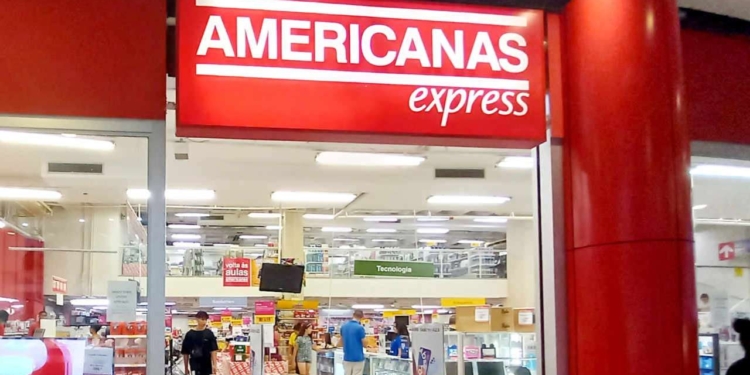 AMERICANAS
express
volta às
aulas
Tecnologia